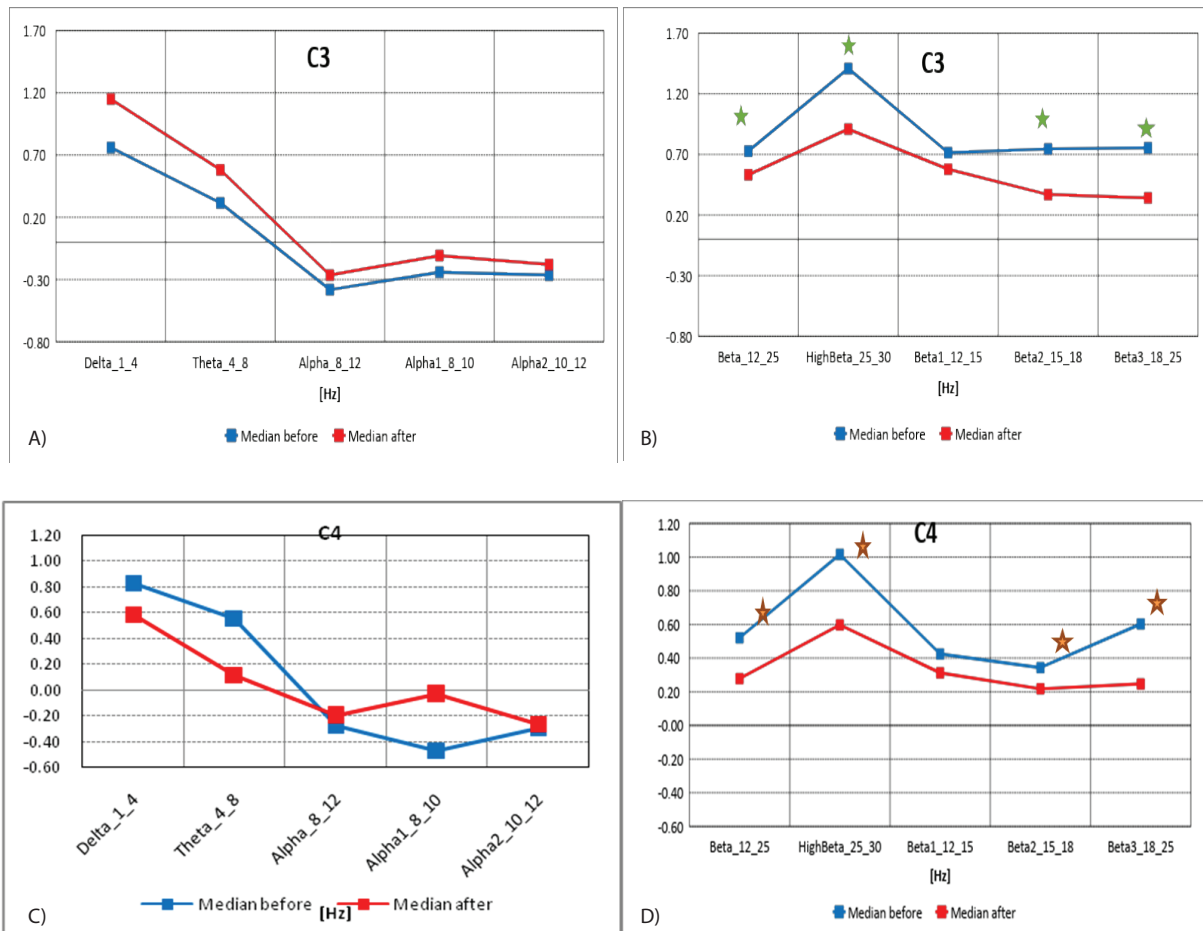 C3
1.70
1.20
0.70
0.20
-0.30
-0.80
Delta_1_4 Theta_4_8 Alpha_8_12 Alpha1_8_10 Alpha2_10_12
[Hz]
Median before Median after
A)
C3
1.70
1.20
0.70
0.20
-0.30
-0.80
Beta_12_25 HighBeta_25_30 Beta1_12_15 Beta2_15_18 Beta3_18_25
[Hz]
Median before Median after
B)
C4
1.20
1.00
0.80
0.60
0.40
0.20
0.00
-0.20
-0.40
-0.60
Delta_1_4 Theta_4_8 Alpha_8_12 Alpha1_8_10 Alpha2_10_12
Median before [Hz] Median after
C)
C4
1.20
1.00
0.80
0.60
0.40
0.20
-0.00
-0.20
-0.40
-0.60
Beta_12_25 HighBeta_25_30 Beta1_12_15 Beta2_15_18 Beta3_18_25
[Hz]
Median before Median after
D)